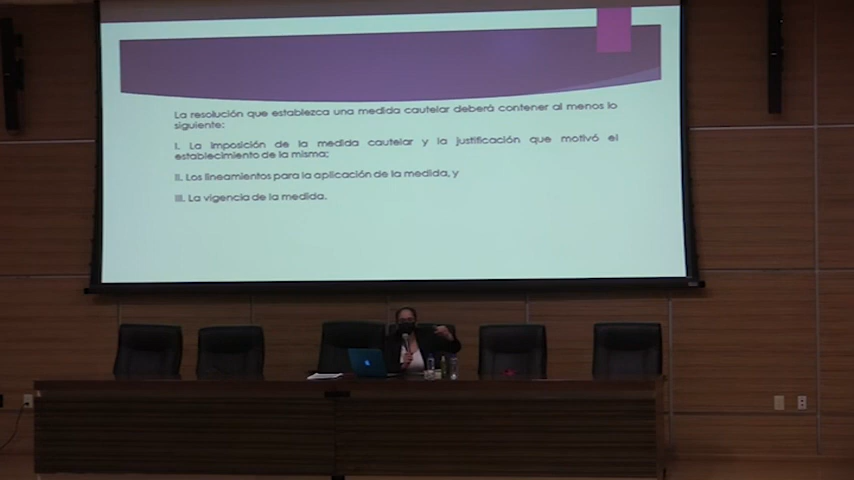 La resolución que establezca una medida cautelar deberá contener al menos lo
siguiente:
I. La imposición de la medida cautelar y la justificación que motivó el
establecimiento de la misma;
II. Los lineamientos para la aplicación de la medida, y
III. La vigencia de la medida.